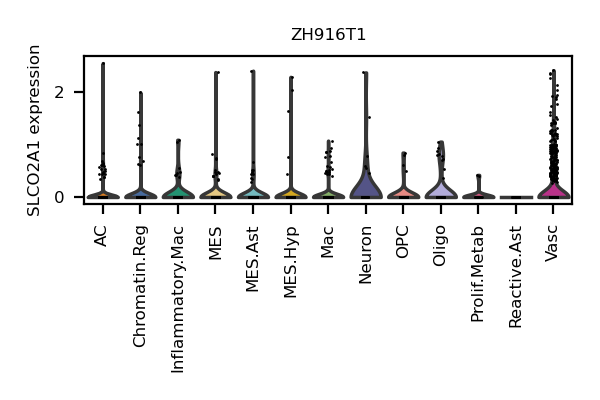 ZH916T1
SLCO2A1 expression
2
0
AC
Chromatin.Reg
Inflammatory.Mac
MES
MES.Ast
MES.Hyp
Mac
Neuron
OPC
Oligo
Prolif.Metab
Reactive.Ast
Vasc